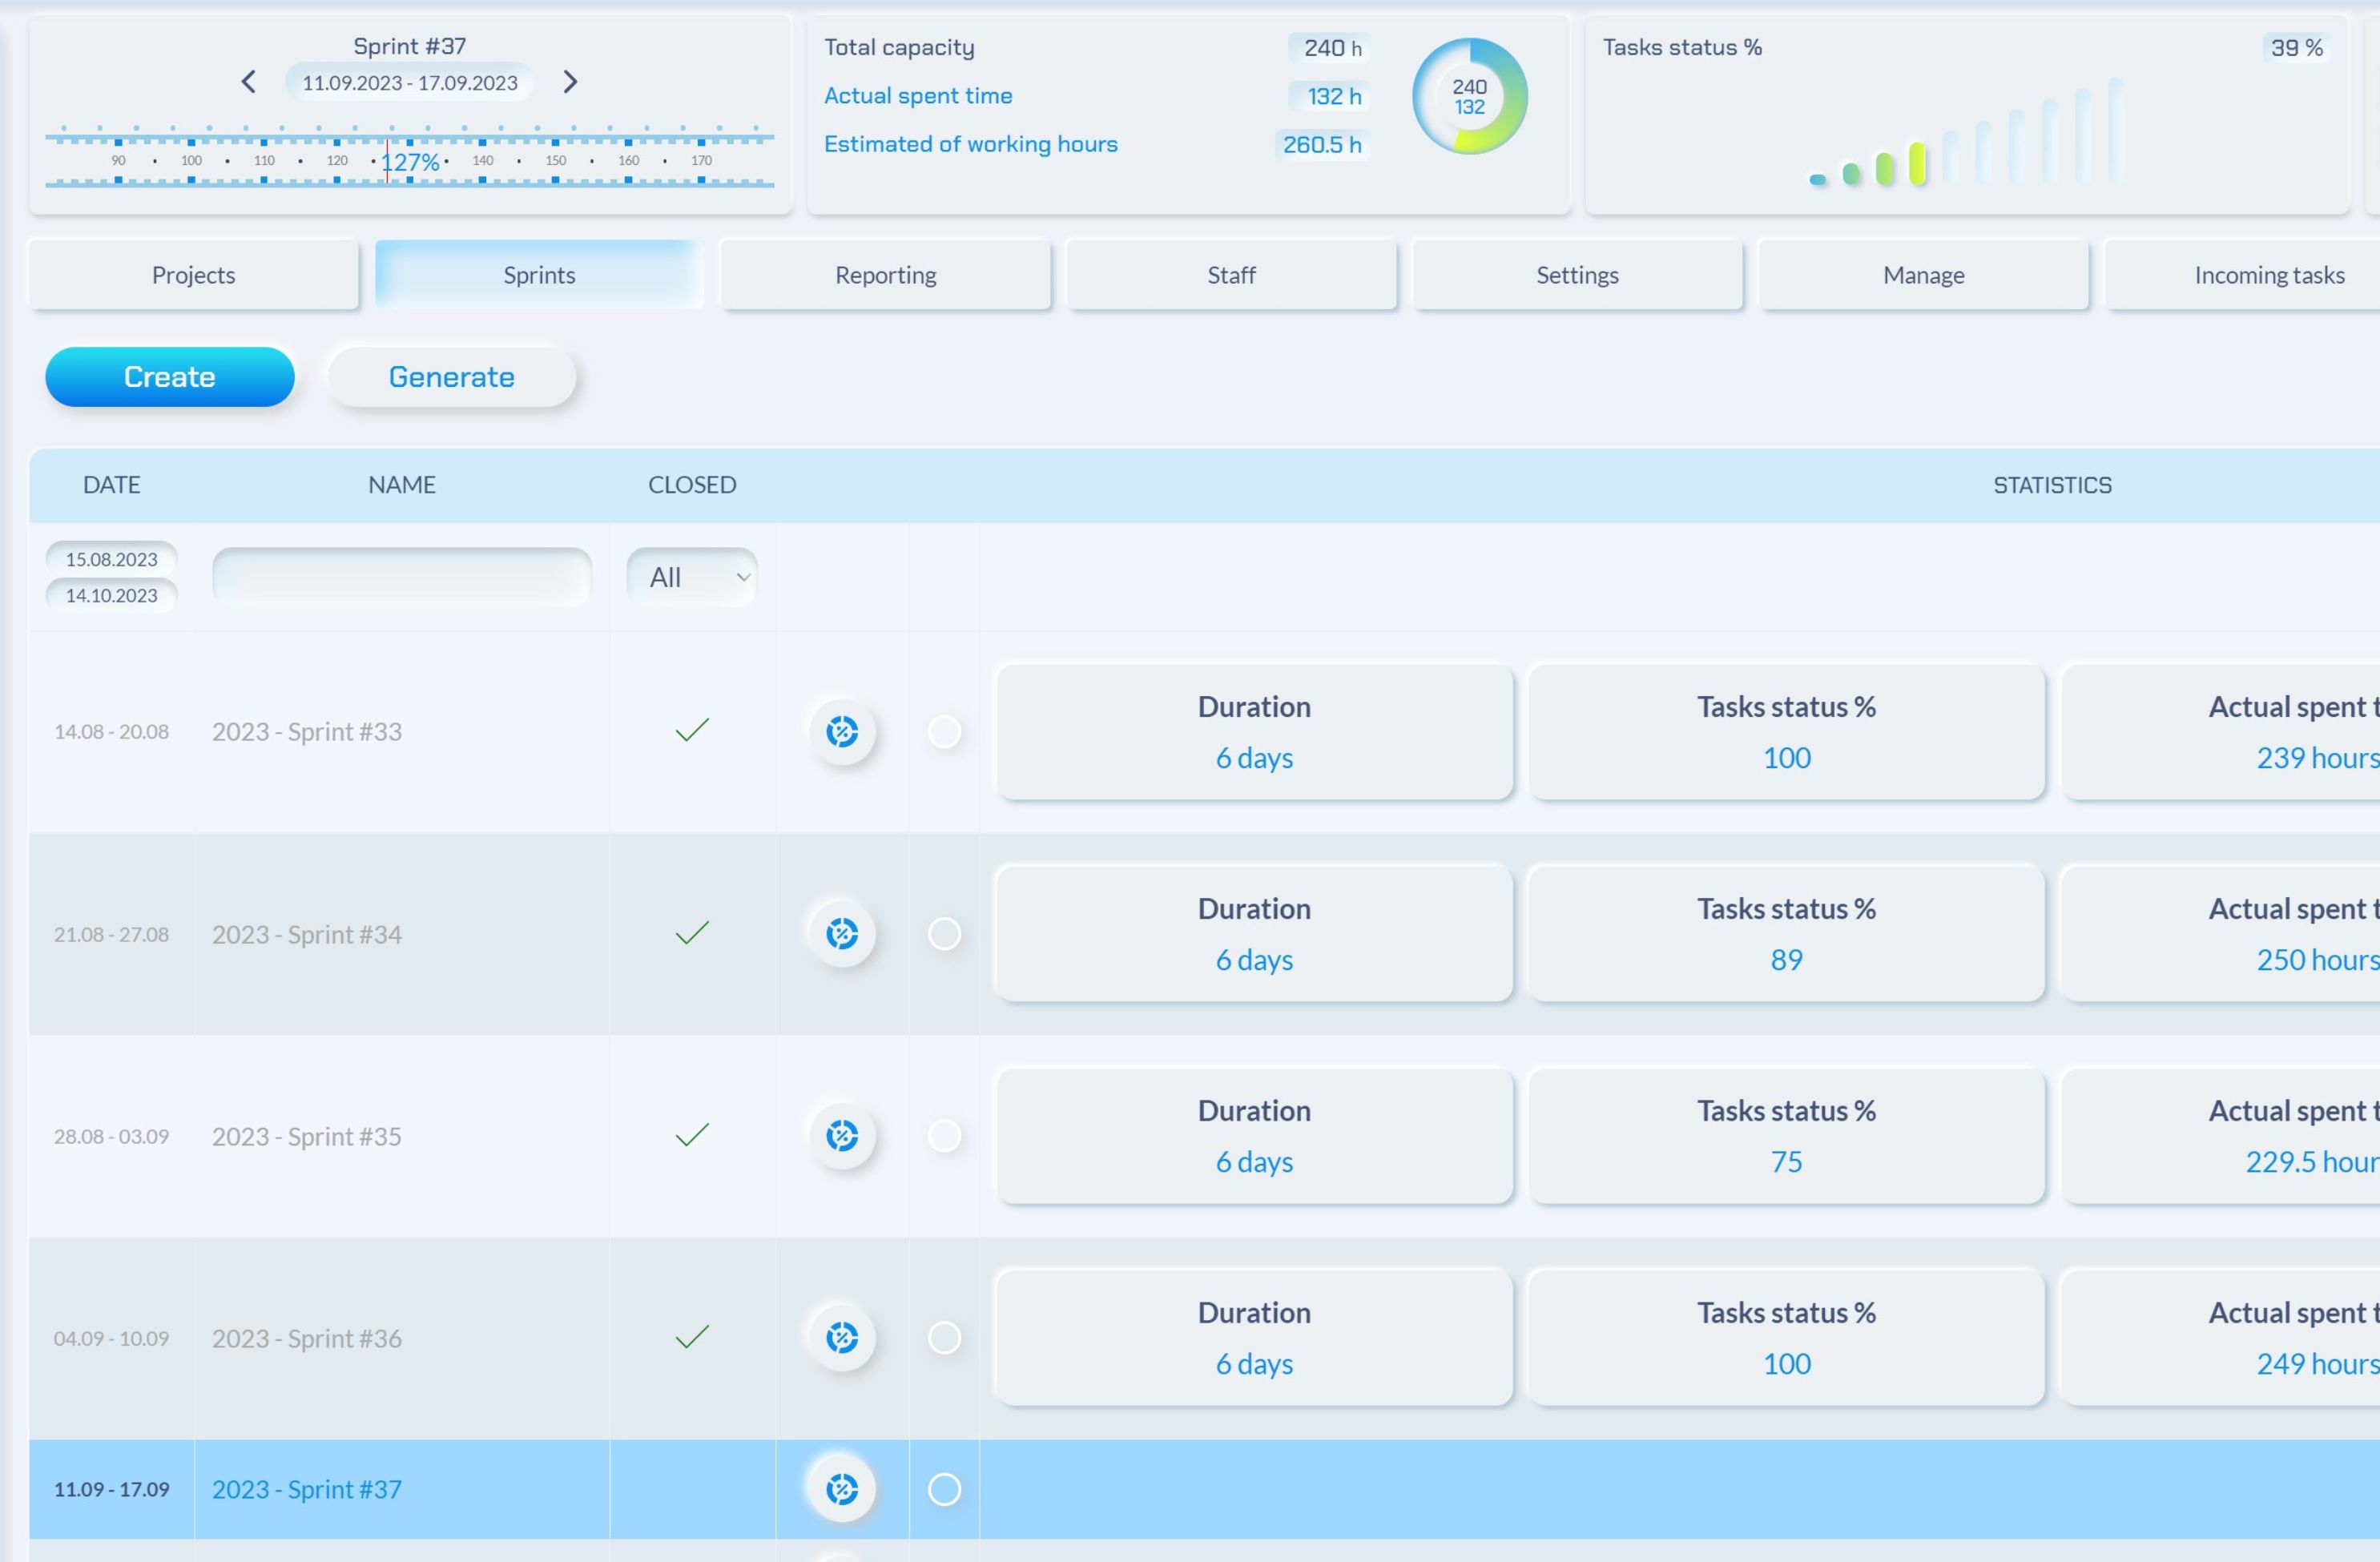 Sprint #37
11.09.2023 - 17.09.2023
90 100 110 120 127% 140 150 160 170
Total capacity 240 h
Actual spent time 132 h
Estimated of working hours 260.5 h
240
132
Tasks status % 39 %
Projects Sprints Reporting Staff Settings Manage Incoming tasks
Create Generate
DATE NAME CLOSED STATISTICS
15.08.2023
14.10.2023
All
14.08 - 20.08 2023 - Sprint #33
Duration Tasks status % Actual spent t
6 days 100 239 hours
21.08 - 27.08 2023 - Sprint #34
Duration Tasks status % Actual spent t
6 days 89 250 hours
28.08 - 03.09 2023 - Sprint #35
Duration Tasks status % Actual spent t
6 days 75 229.5 hour
04.09 - 10.09 2023 - Sprint #36
Duration Tasks status % Actual spent t
6 days 100 249 hours
11.09 - 17.09 2023 - Sprint #37